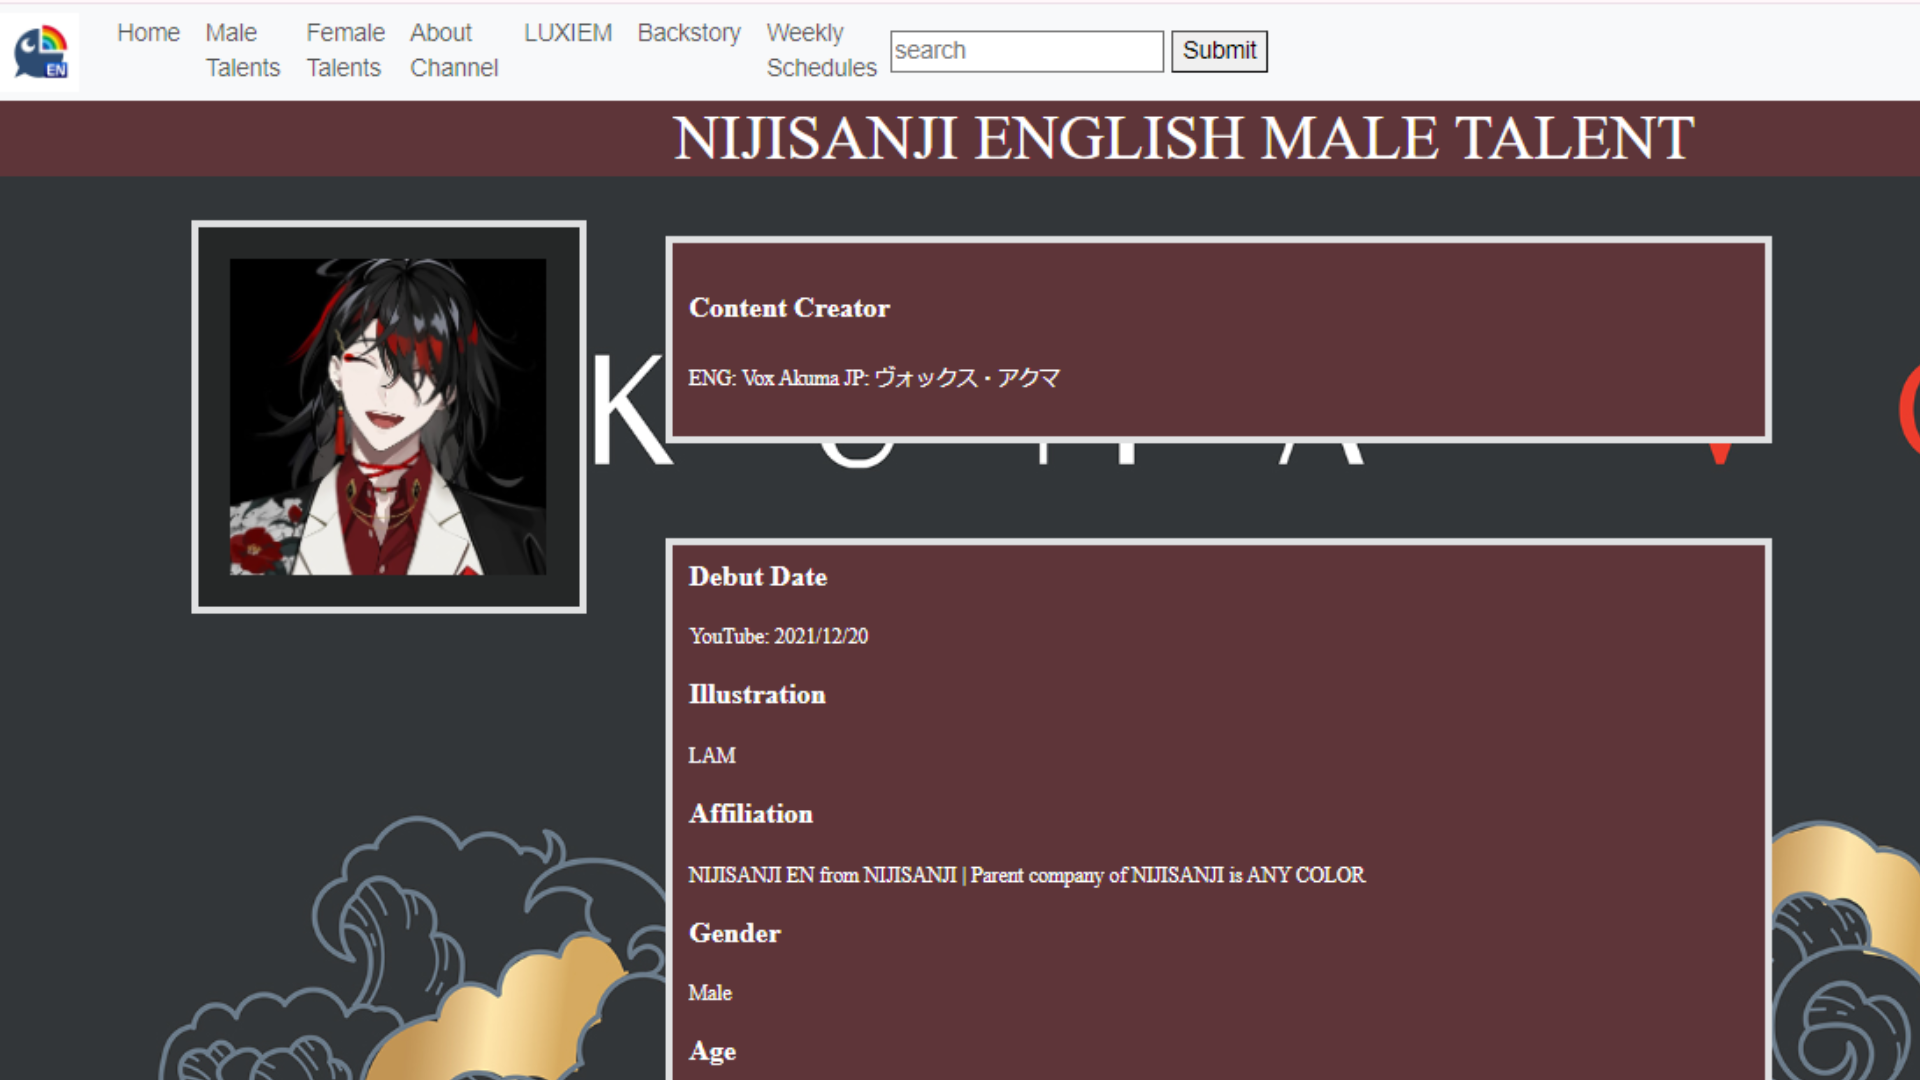 EN
Home
Male Talents
Female Talents
About Channel
LUXIEM
Backstory
Weekly Schedules
search
Submit
NIJISANJI ENGLISH MALE TALENT
K
Content Creator
ENG: Vox Akuma JP: ヴォックス・アクマ
Debut Date
YouTube: 2021/12/20
Illustration
LAM
Affiliation
NIJISANJI EN from NIJISANJI | Parent company of NIJISANJI is ANY COLOR
Gender
Male
Age